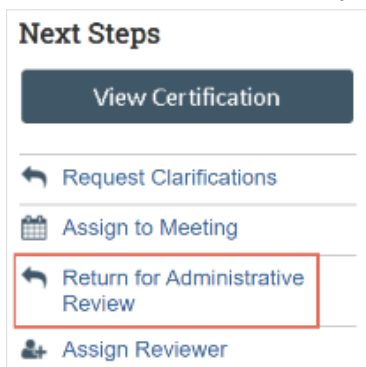 Next Steps
View Certification
Request Clarifications
Assign to Meeting
Return for Administrative
Review
Assign Reviewer